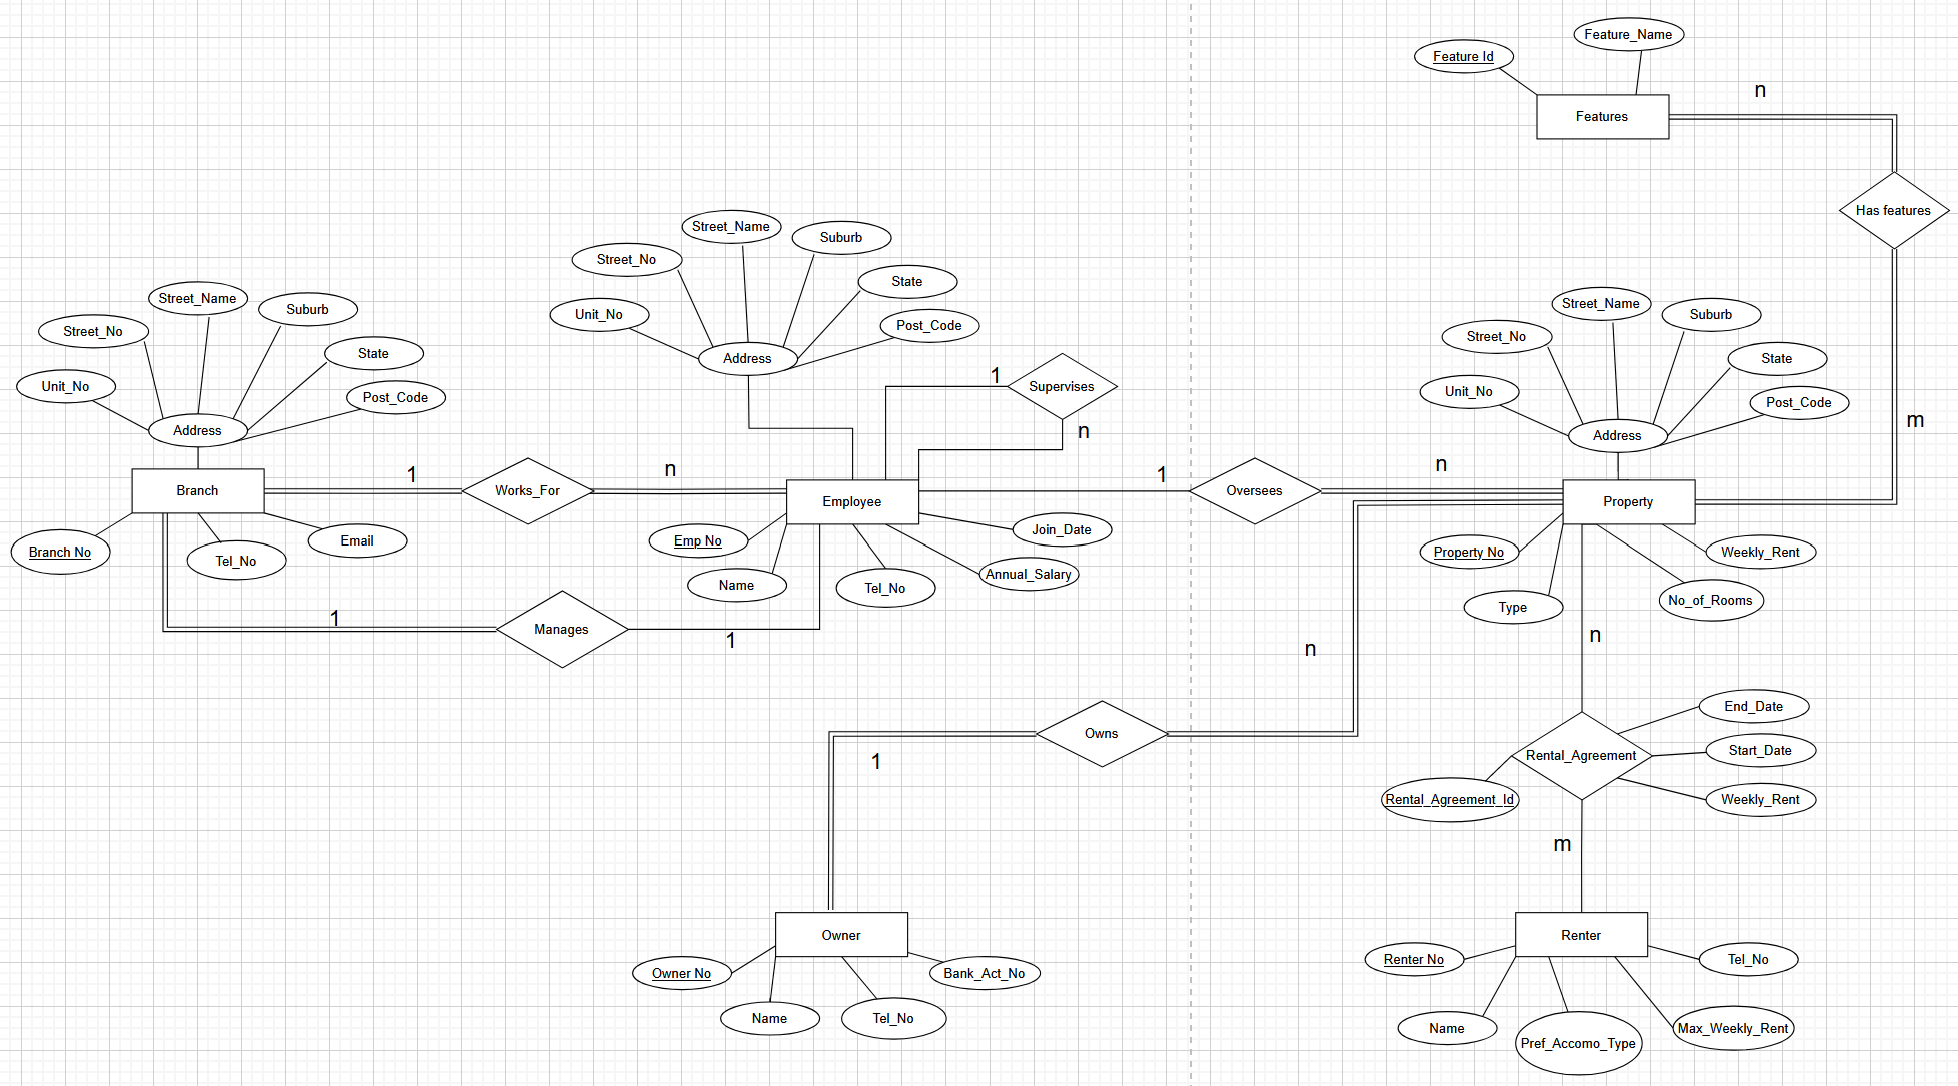 Feature_Name
Feature Id
n
Features
Has features
Street_Name
Suburb
Street_No
State
Unit_No
Post_Code
Address
Street_Name
Suburb
Street_No
State
Unit_No
Post_Code
Address
Street_Name
Suburb
Street_No
State
Unit_No
Post_Code
Address
1
Supervises
n
m
Branch
1
Works_For
n
Employee
1
Oversees
n
Property
Branch No
Tel_No
Email
Emp No
Name
Tel_No
Annual_Salary
Join_Date
Property No
Type
No_of_Rooms
Weekly_Rent
1
Manages
1
n
n
1
Owns
End_Date
Start_Date
Rental_Agreement
Weekly_Rent
Rental_Agreement_Id
m
Owner
Owner No
Name
Tel_No
Bank_Act_No
Renter
Renter No
Tel_No
Name
Pref_Accomo_Type
Max_Weekly_Rent